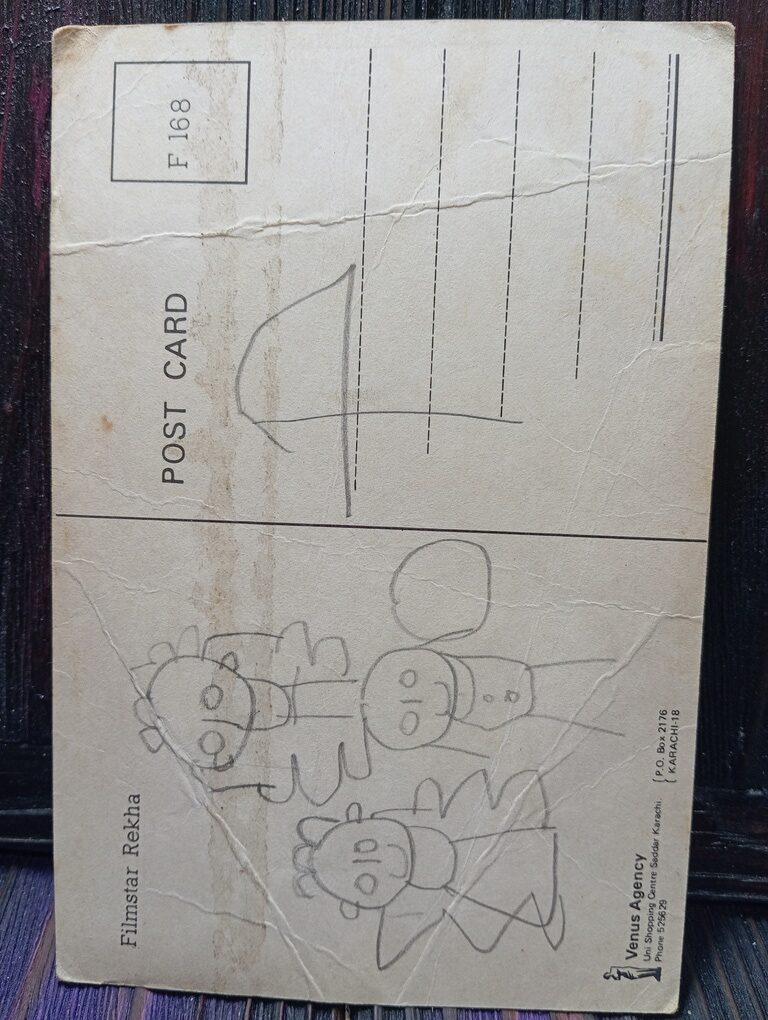 Filmstar Rekha
POST CARD
F 168
Venus Agency
Uni Shopping Centre Saddar Karachi.
Phone 525629
P.O. Box 2176
KARACHI-18